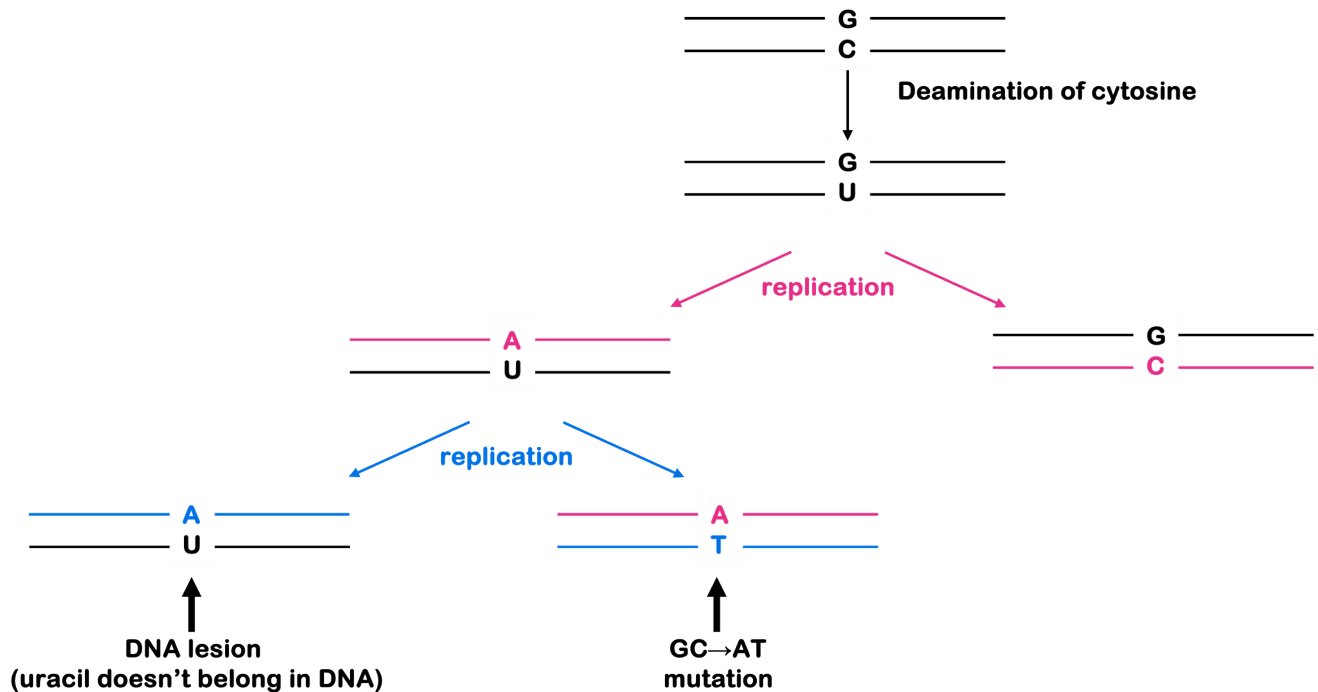 G
C
Deamination of cytosine
G
U
replication
A
U
G
C
replication
A
U
A
T
DNA lesion
(uracil doesn’t belong in DNA)
GC→AT
mutation